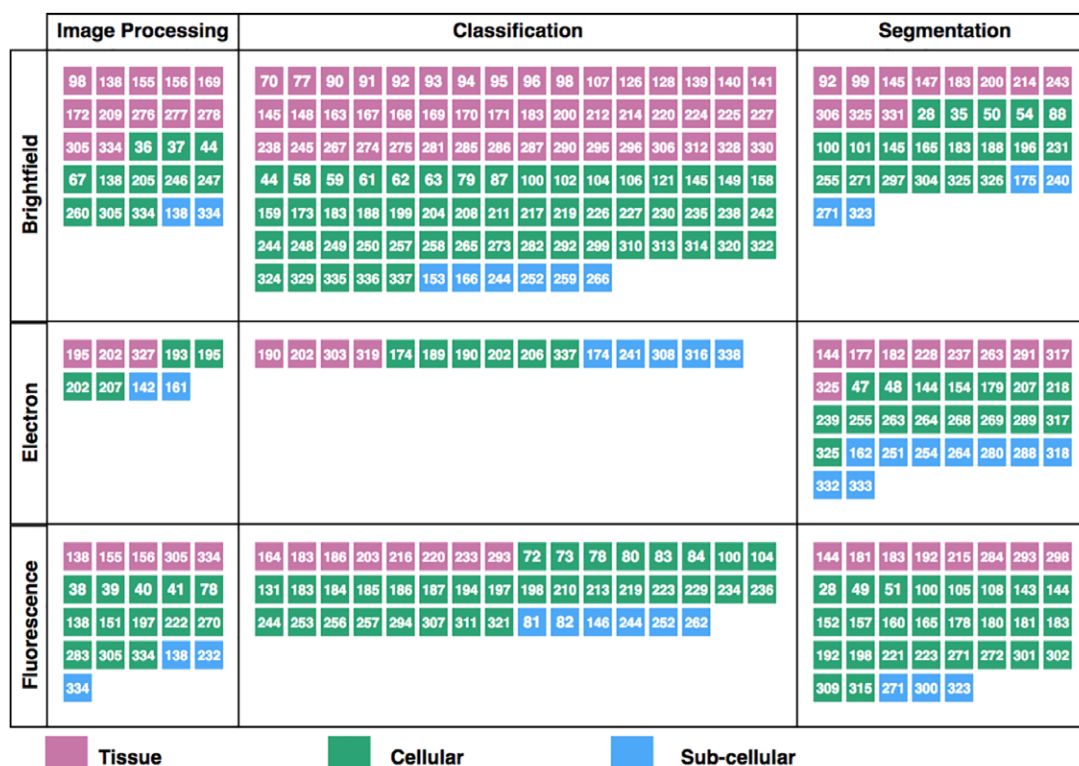 Image Processing Classification Segmentation
Brightfield
98 138 155 156 169
172 209 276 277 278
305 334 36 37 44
67 138 205 246 247
260 305 334 138 334
70 77 90 91 92 93 94 95 96 98 107 126 128 139 140 141
145 148 163 167 168 169 170 171 183 200 212 214 220 224 225 227
238 245 267 274 275 281 285 286 287 290 295 296 306 312 328 330
44 58 59 61 62 63 79 87 100 102 104 106 121 145 149 158
159 173 183 188 199 204 208 211 217 219 226 227 230 235 238 242
244 248 249 250 257 258 265 273 282 292 299 310 313 314 320 322
324 329 335 336 337 153 166 244 252 259 266
92 99 145 147 183 200 214 243
306 325 331 28 35 50 54 88
100 101 145 165 183 188 196 231
255 271 297 304 325 326 175 240
271 323
Electron
195 202 327 193 195
202 207 142 161
190 202 303 319 174 189 190 202 206 337 174 241 308 316 338
144 177 182 228 237 263 291 317
325 47 48 144 154 179 207 218
239 255 263 264 268 269 289 317
325 162 251 254 264 280 288 318
332 333
Fluorescence
138 155 156 305 334
38 39 40 41 78
138 151 197 222 270
283 305 334 138 232
334
164 183 186 203 216 220 233 293 72 73 78 80 83 84 100 104
131 183 184 185 186 187 194 197 198 210 213 219 223 229 234 236
244 253 256 257 294 307 311 321 81 82 146 244 252 262
144 181 183 192 215 284 293 298
28 49 51 100 105 108 143 144
152 157 160 165 178 180 181 183
192 198 221 223 271 272 301 302
309 315 271 300 323
Tissue Cellular Sub-cellular